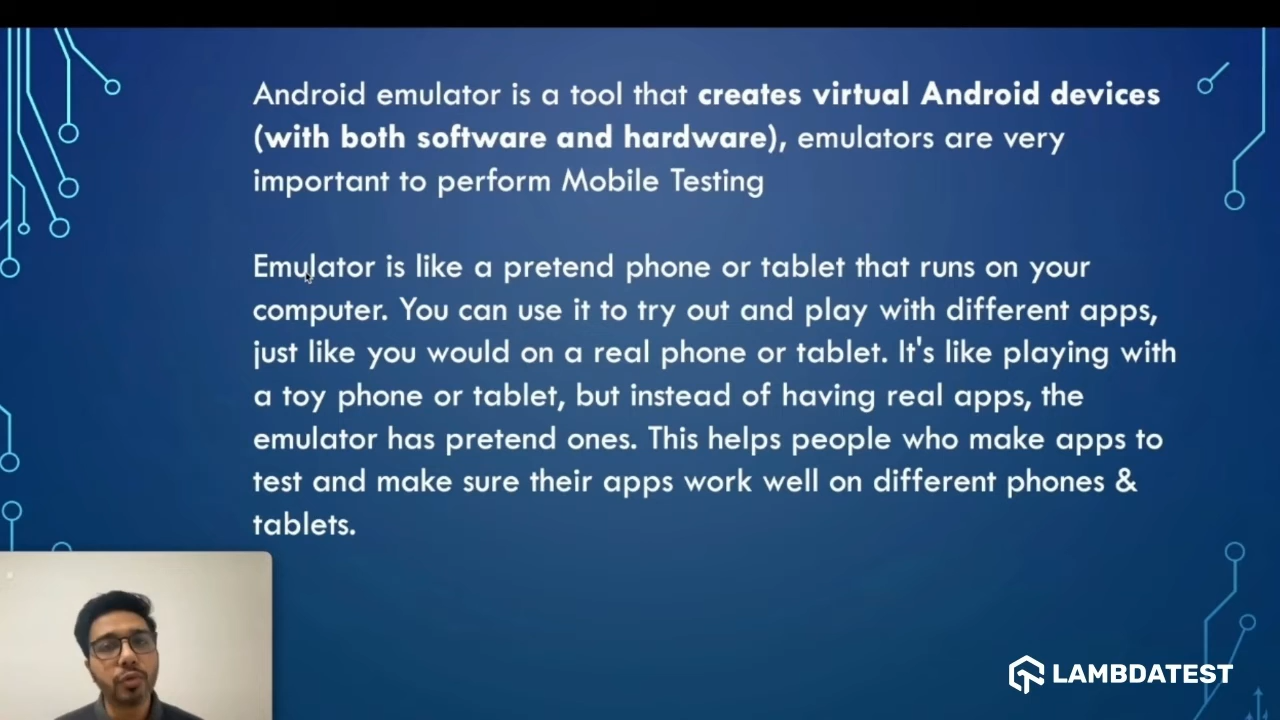 Android emulator is a tool that creates virtual Android devices
(with both software and hardware), emulators are very
important to perform Mobile Testing
Emulator is like a pretend phone or tablet that runs on your
computer. You can use it to try out and play with different apps,
just like you would on a real phone or tablet. It's like playing with
a toy phone or tablet, but instead of having real apps, the
emulator has pretend ones. This helps people who make apps to
test and make sure their apps work well on different phones &
tablets.
LAMBDATEST